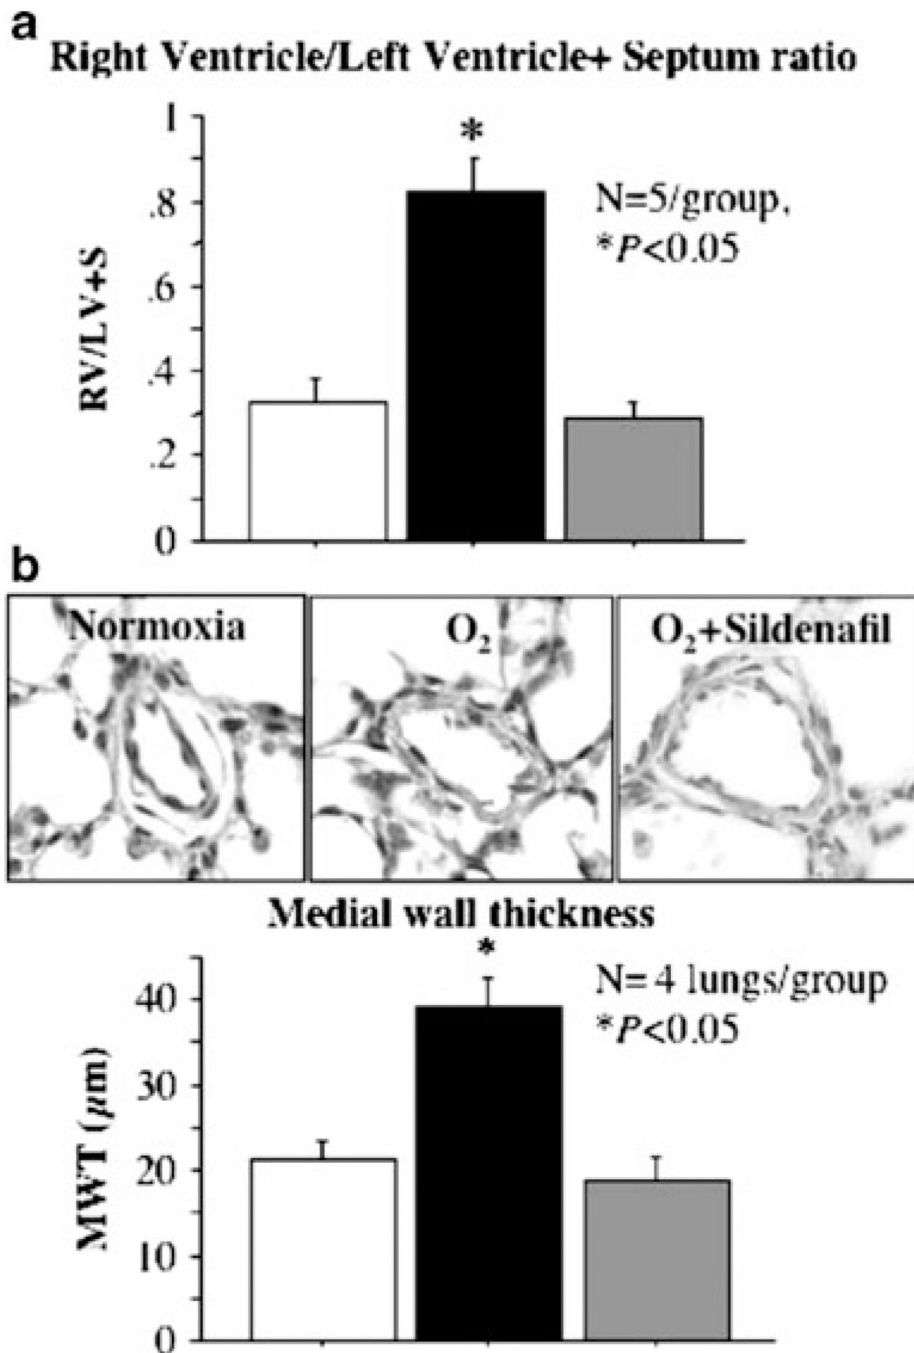 a
Right Ventricle/Left Ventricle+ Septum ratio
1
.8
.6
.4
.2
0
RV/LV+S
*
N=5/group,
*P<0.05
b
Normoxia
O₂
O₂+Sildenafil
Medial wall thickness
40
30
20
10
0
MWT (µm)
*
N= 4 lungs/group
*P<0.05